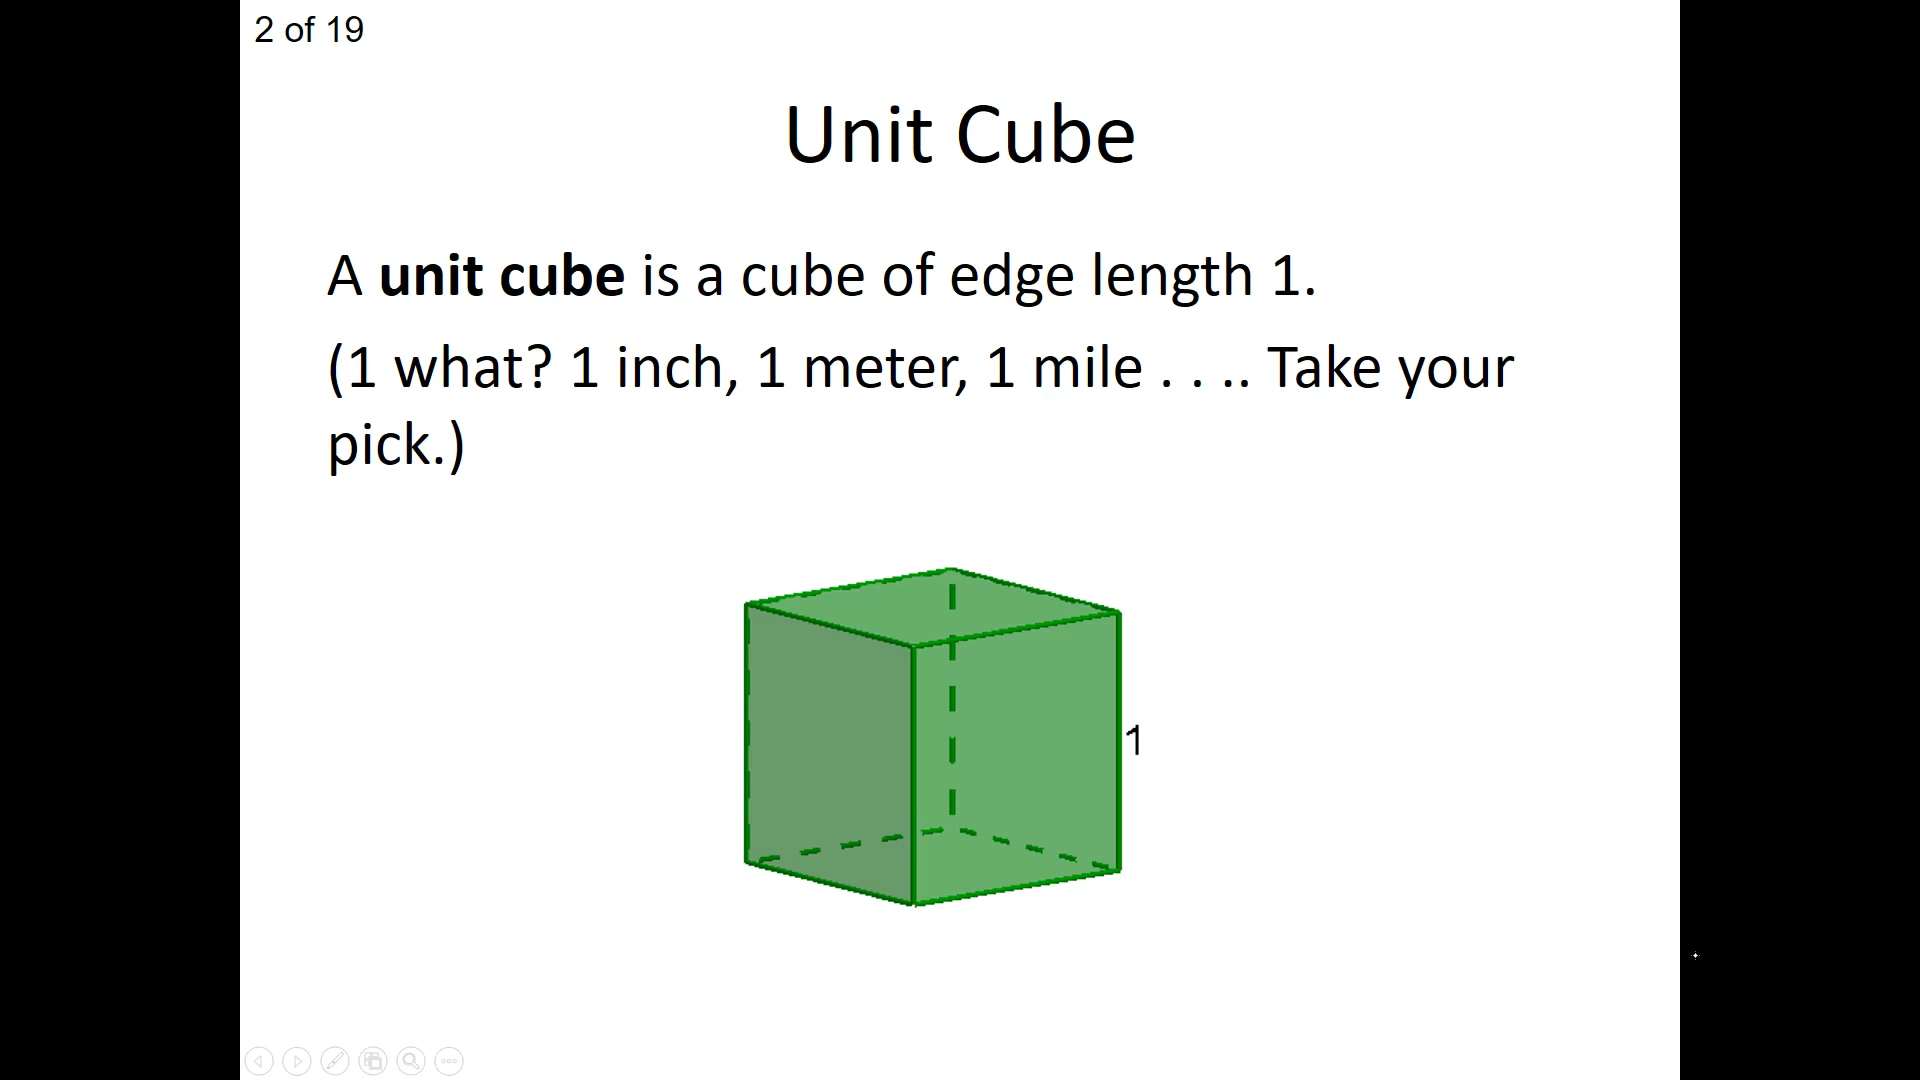 2 of 19
Unit Cube
A unit cube is a cube of edge length 1.
(1 what? 1 inch, 1 meter, 1 mile . . .. Take your
pick.)
1